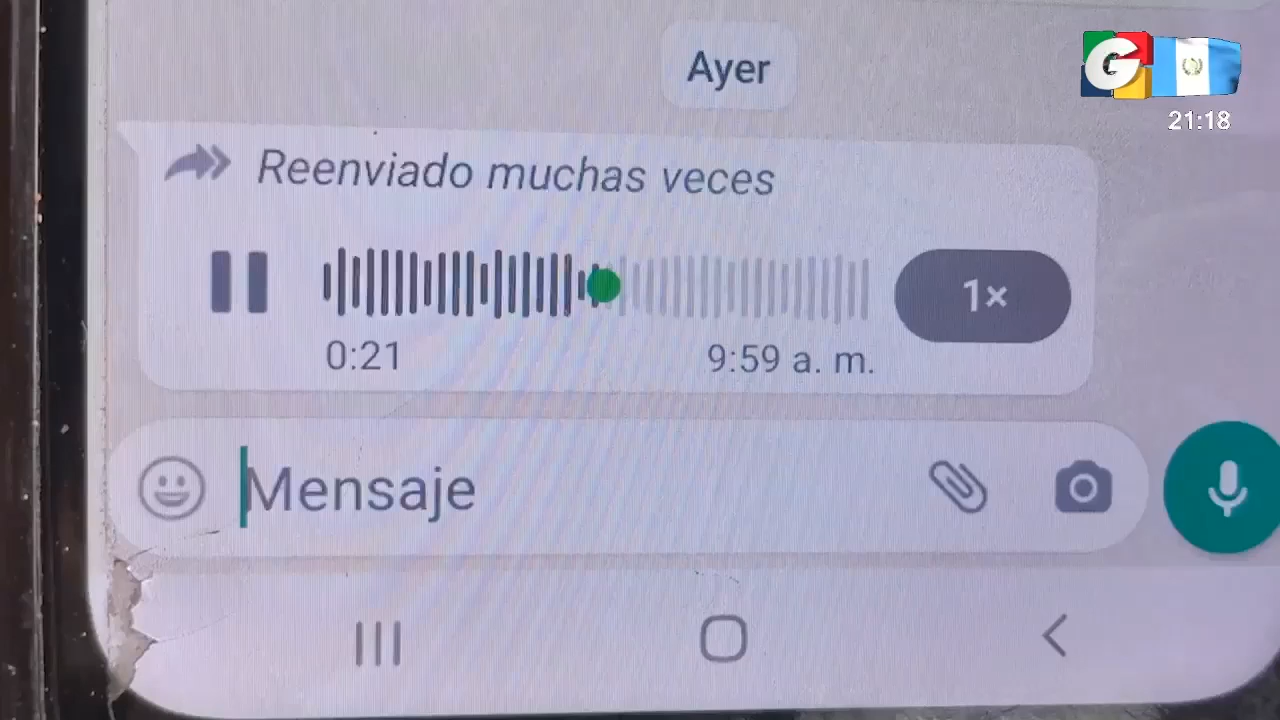 Ayer
G
21:18
Reenviado muchas veces
1×
0:21
9:59 a. m.
Mensaje